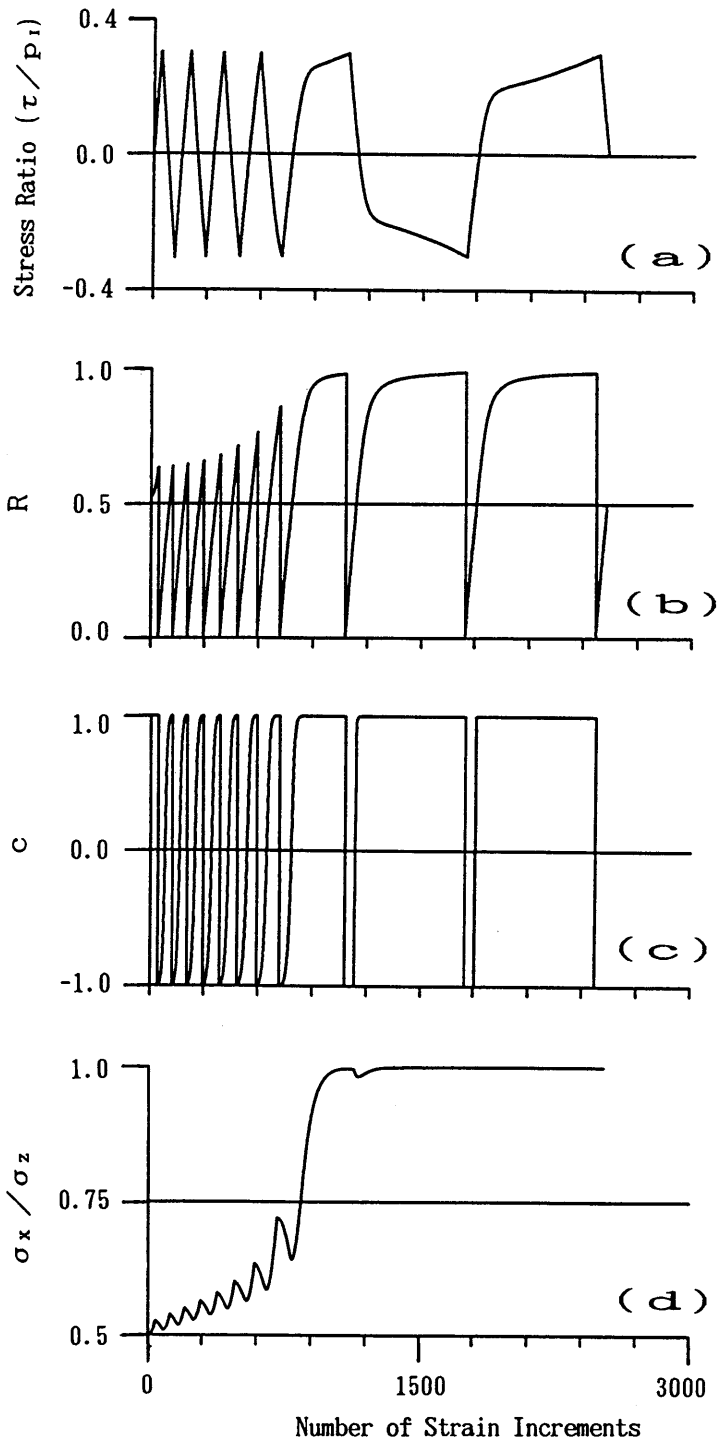 Stress Ratio (τ/p₁)
0.4
0.0
-0.4
(a)
R
1.0
0.5
0.0
(b)
c
1.0
0.0
-1.0
(c)
σx/σz
1.0
0.75
0.5
(d)
0 1500 3000
Number of Strain Increments